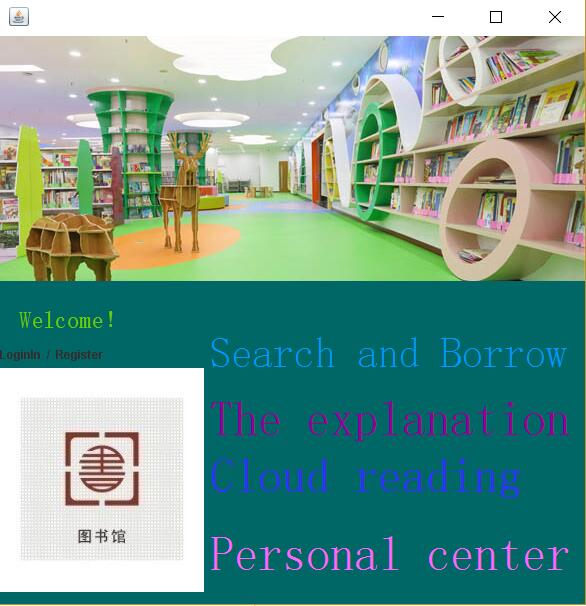 Welcome!
LoginIn / Register
Search and Borrow
The explanation
Cloud reading
Personal center
图书馆